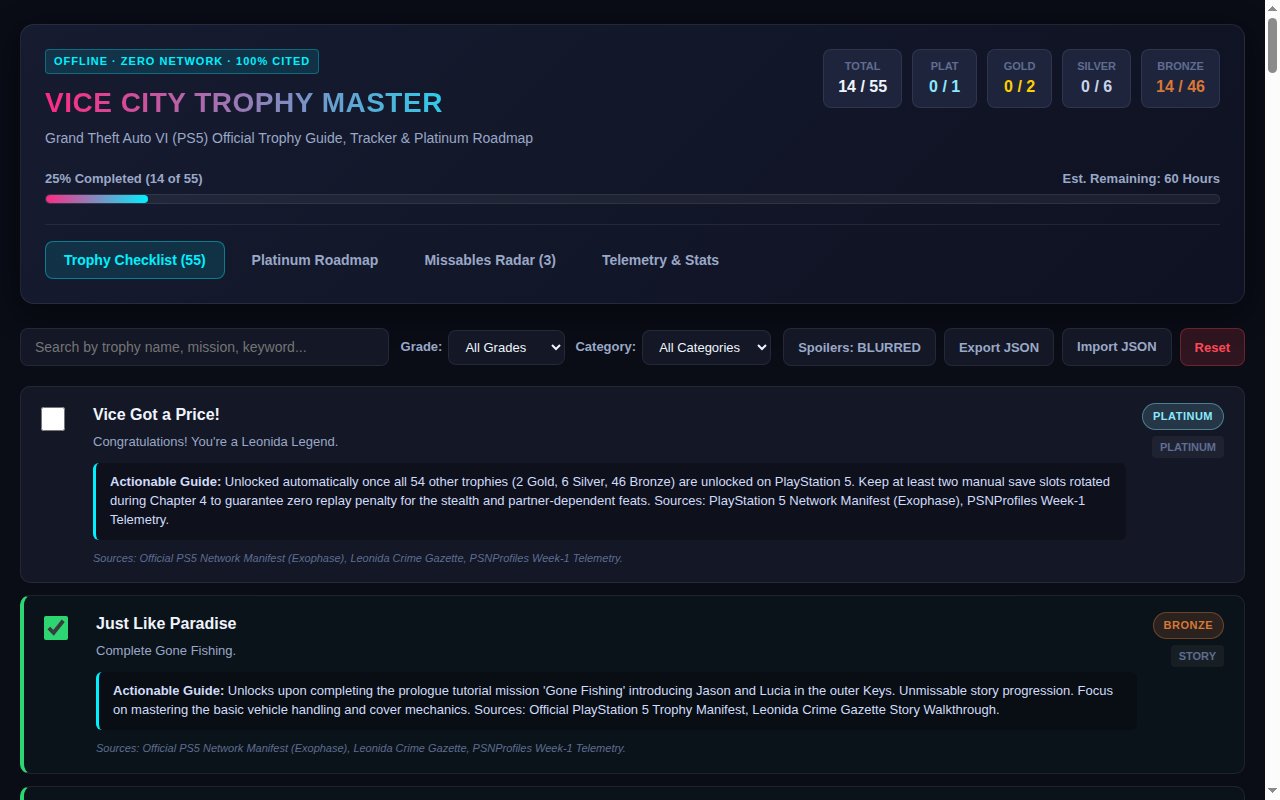 OFFLINE · ZERO NETWORK · 100% CITED
VICE CITY TROPHY MASTER
Grand Theft Auto VI (PS5) Official Trophy Guide, Tracker & Platinum Roadmap
TOTAL
14 / 55
PLAT
0 / 1
GOLD
0 / 2
SILVER
0 / 6
BRONZE
14 / 46
25% Completed (14 of 55)
Est. Remaining: 60 Hours
Trophy Checklist (55)
Platinum Roadmap
Missables Radar (3)
Telemetry & Stats
Search by trophy name, mission, keyword...
Grade:
All Grades
Category:
All Categories
Spoilers: BLURRED
Export JSON
Import JSON
Reset
Vice Got a Price!
Congratulations! You're a Leonida Legend.
PLATINUM
PLATINUM
Actionable Guide: Unlocked automatically once all 54 other trophies (2 Gold, 6 Silver, 46 Bronze) are unlocked on PlayStation 5. Keep at least two manual save slots rotated
during Chapter 4 to guarantee zero replay penalty for the stealth and partner-dependent feats. Sources: PlayStation 5 Network Manifest (Exophase), PSNProfiles Week-1
Telemetry.
Sources: Official PS5 Network Manifest (Exophase), Leonida Crime Gazette, PSNProfiles Week-1 Telemetry.
Just Like Paradise
Complete Gone Fishing.
BRONZE
STORY
Actionable Guide: Unlocks upon completing the prologue tutorial mission 'Gone Fishing' introducing Jason and Lucia in the outer Keys. Unmissable story progression. Focus
on mastering the basic vehicle handling and cover mechanics. Sources: Official PlayStation 5 Trophy Manifest, Leonida Crime Gazette Story Walkthrough.
Sources: Official PS5 Network Manifest (Exophase), Leonida Crime Gazette, PSNProfiles Week-1 Telemetry.